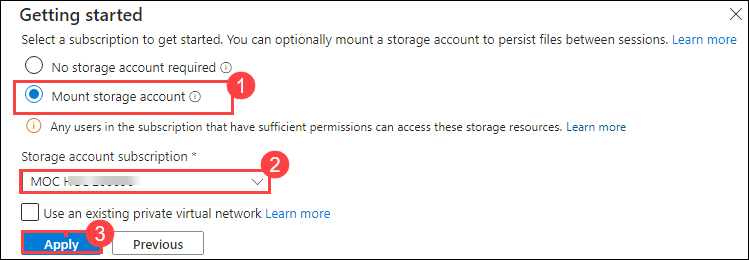 Getting started
Select a subscription to get started. You can optionally mount a storage account to persist files between sessions. Learn more
No storage account required
1
Mount storage account
Any users in the subscription that have sufficient permissions can access these storage resources. Learn more
Storage account subscription *
2
MOC
Use an existing private virtual network Learn more
3
Apply Previous